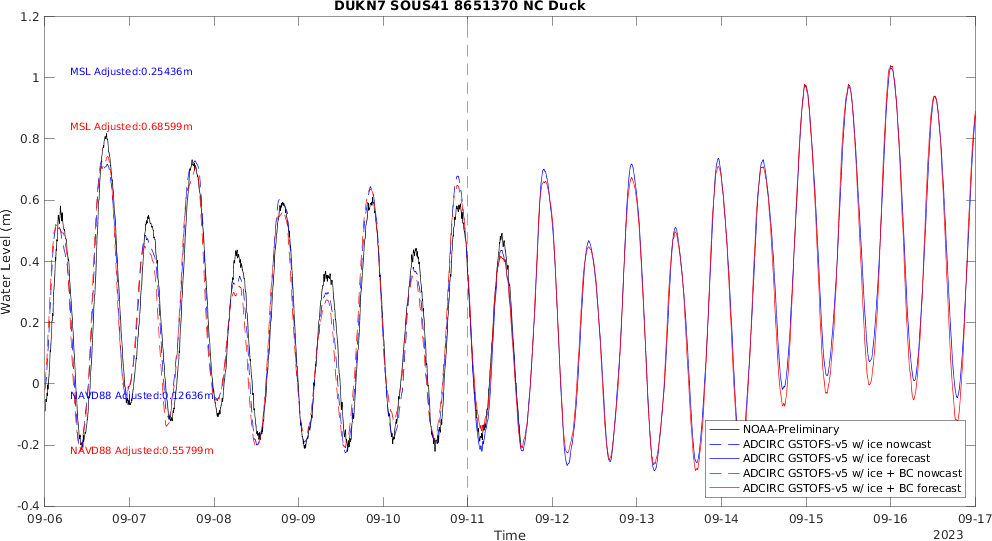 DUKN7 SOUS41 8651370 NC Duck
1.2
1
0.8
0.6
0.4
0.2
0
-0.2
-0.4
Water Level (m)
MSL Adjusted:0.25436m
MSL Adjusted:0.68599m
NAVD88 Adjusted:0.12636m
NAVD88 Adjusted:0.55799m
NOAA-Preliminary
ADCIRC GSTOFS-v5 w/ ice nowcast
ADCIRC GSTOFS-v5 w/ ice forecast
ADCIRC GSTOFS-v5 w/ ice + BC nowcast
ADCIRC GSTOFS-v5 w/ ice + BC forecast
09-06 09-07 09-08 09-09 09-10 09-11 09-12 09-13 09-14 09-15 09-16 09-17
Time
2023